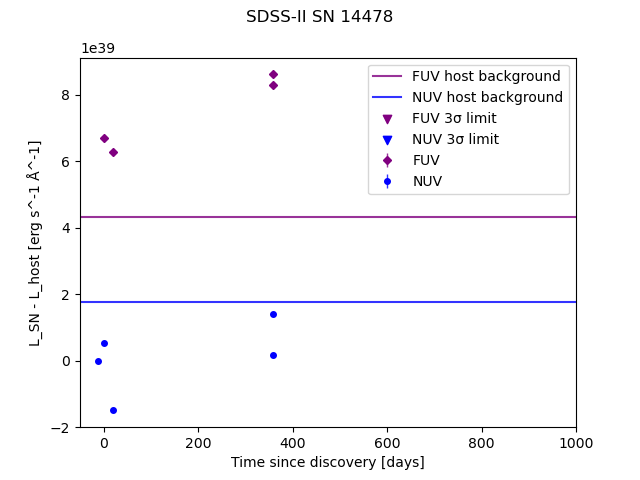 SDSS-II SN 14478
1e39
L_SN - L_host [erg s^-1 Å^-1]
8
6
4
2
0
−2
FUV host background
NUV host background
FUV 3σ limit
NUV 3σ limit
FUV
NUV
0 200 400 600 800 1000
Time since discovery [days]